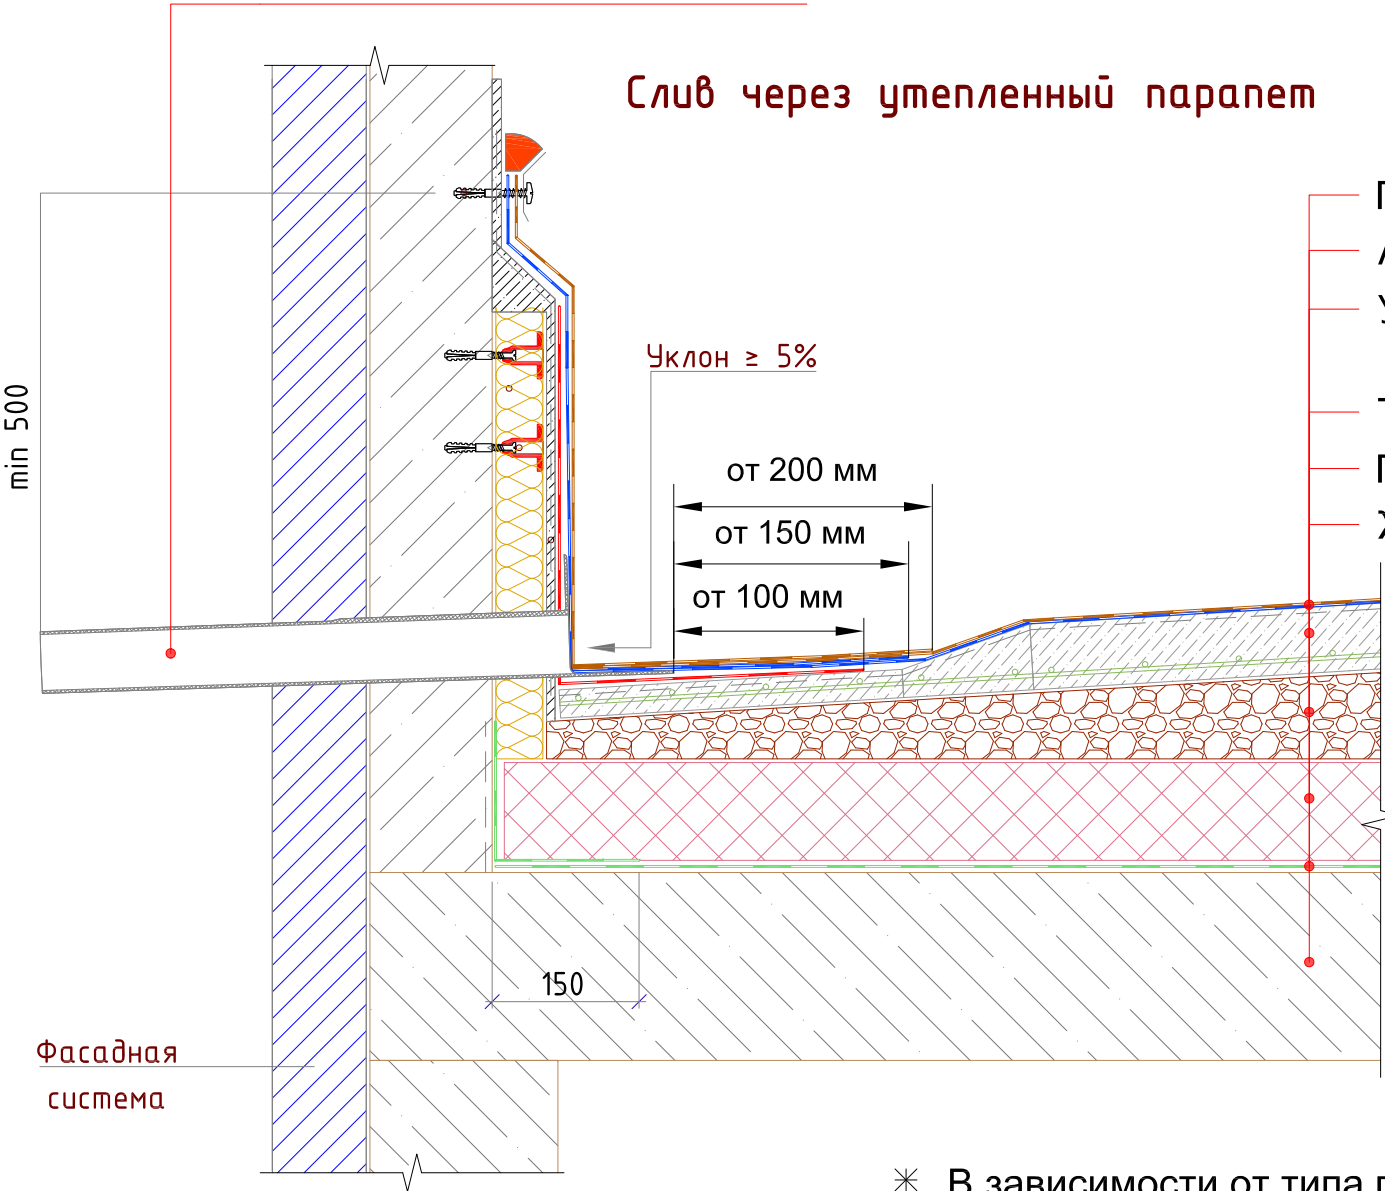 Слив через утепленный парапет
min 500
Уклон ≥ 5%
от 200 мм
от 150 мм
от 100 мм
150
Фасадная
система
✳ В зависимости от типа